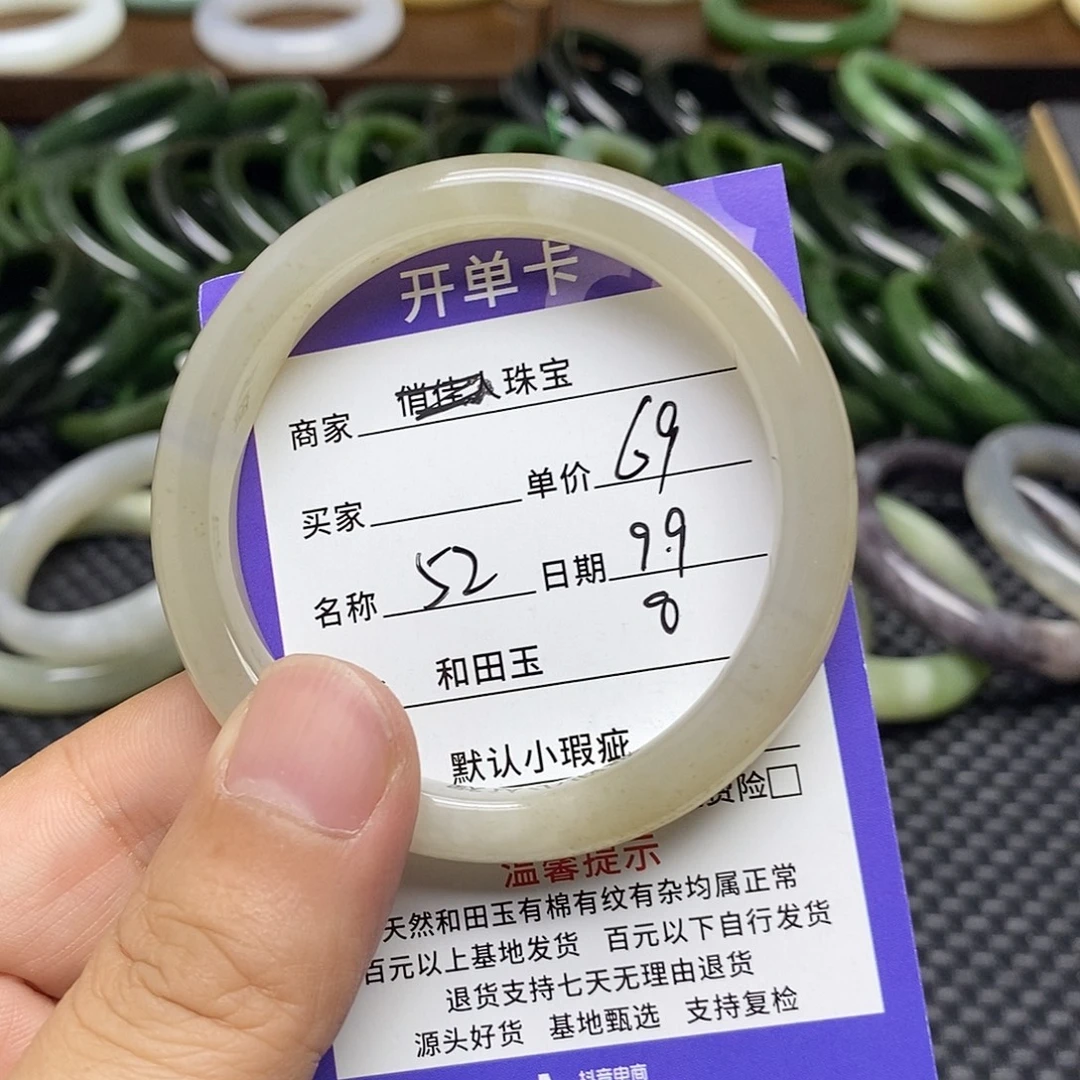 开单卡
商家 珠宝
买家 单价 69
名称 52 日期 9.9
8
和田玉
默认小瑕疵
险□
温馨提示
天然和田玉有棉有纹有杂均属正常
百元以上基地发货 百元以下自行发货
退货支持七天无理由退货
源头好货 基地甄选 支持复检
抖音电商